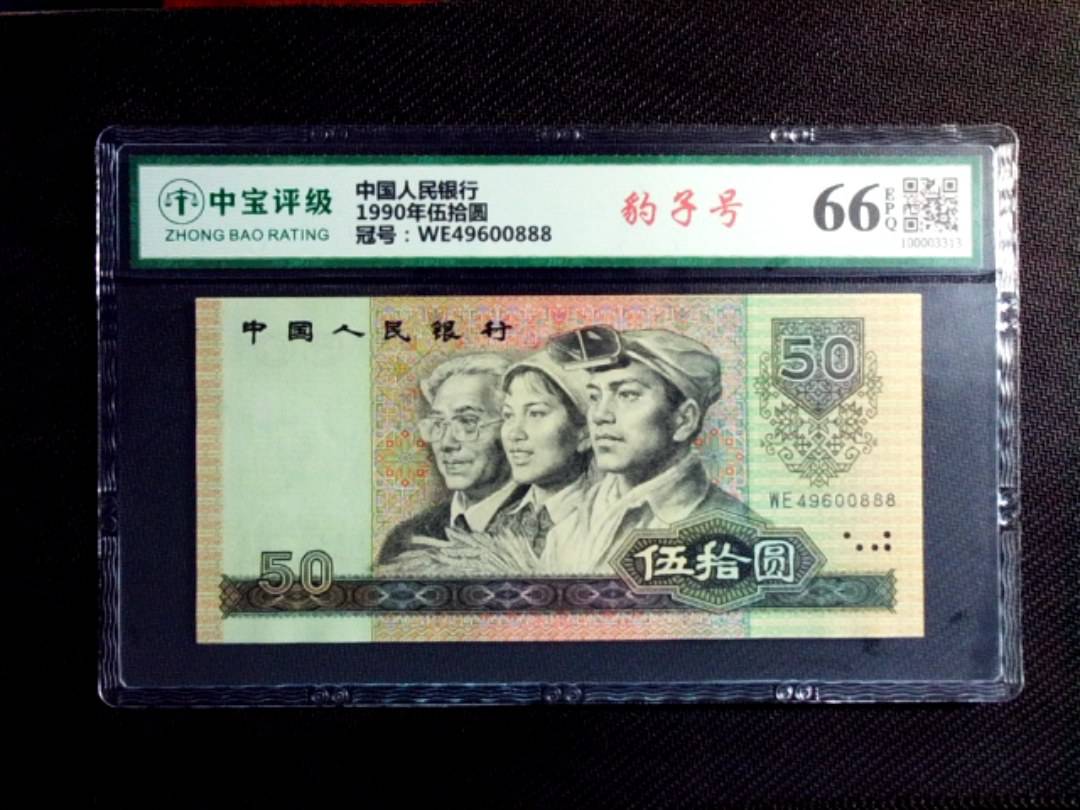 中宝评级
ZHONG BAO RATING
中国人民银行
1990年伍拾圆
冠号：WE49600888
豹子号
66 EPQ
100003313
中国人民银行
50
WE49600888
50
伍拾圆